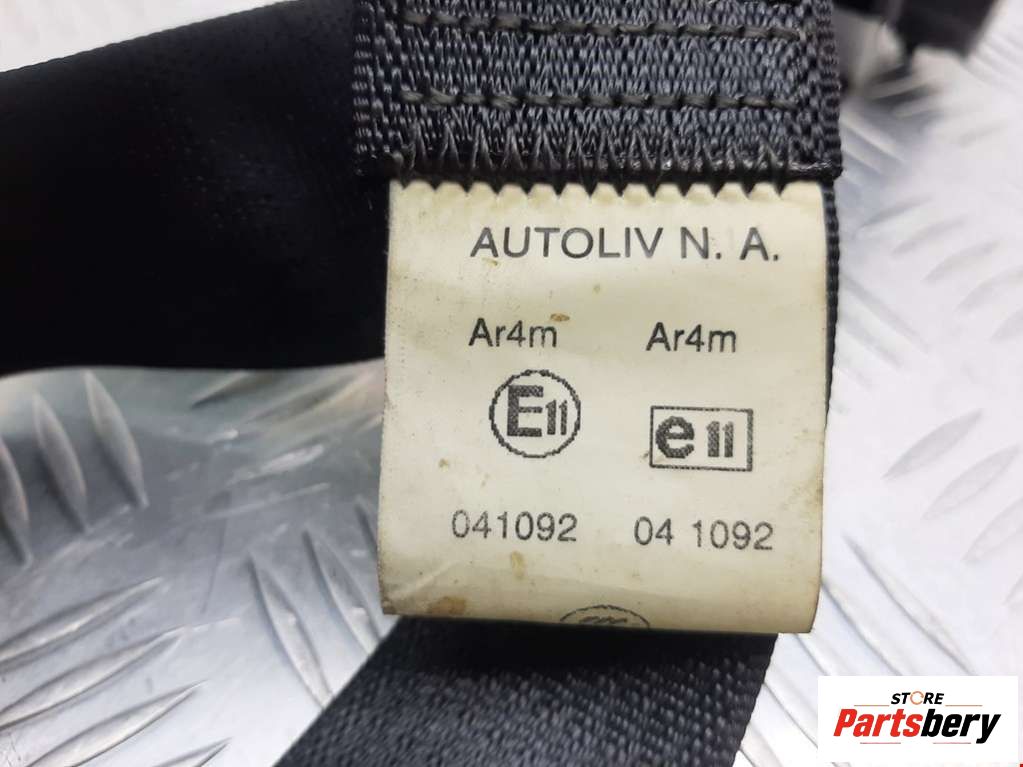 AUTOLIV N. A.
Ar4m Ar4m
E11 e11
041092 04 1092
STORE
Partsbery